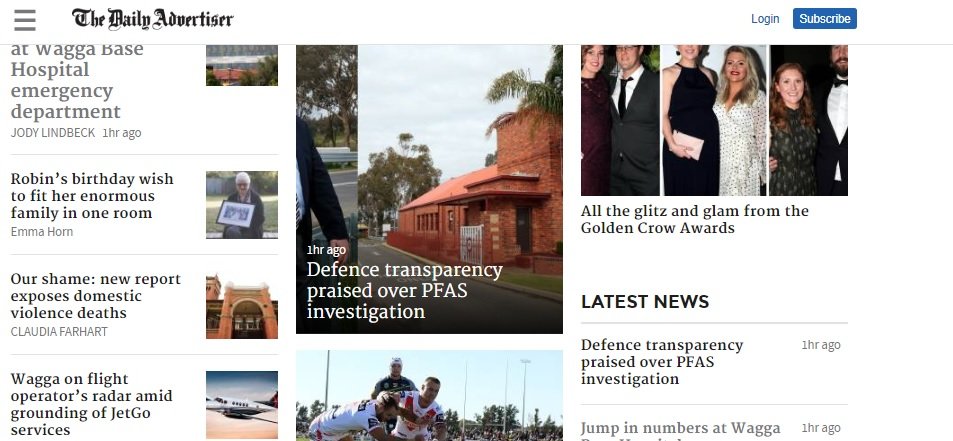 The Daily Advertiser
Login
Subscribe
at Wagga Base
Hospital
emergency
department
JODY LINDBECK 1hr ago
Robin's birthday wish
to fit her enormous
family in one room
Emma Horn
Our shame: new report
exposes domestic
violence deaths
CLAUDIA FARHART
Wagga on flight
operator's radar amid
grounding of JetGo
services
1hr ago
Defence transparency
praised over PFAS
investigation
All the glitz and glam from the
Golden Crow Awards
LATEST NEWS
Defence transparency
praised over PFAS
investigation
1hr ago
Jump in numbers at Wagga
1hr ago